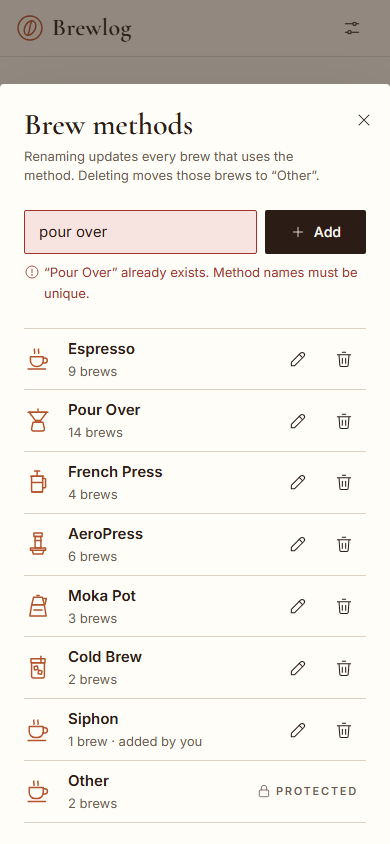 Brewlog
Brew methods
Renaming updates every brew that uses the
method. Deleting moves those brews to “Other”.
pour over
Add
“Pour Over” already exists. Method names must be
unique.
Espresso
9 brews
Pour Over
14 brews
French Press
4 brews
AeroPress
6 brews
Moka Pot
3 brews
Cold Brew
2 brews
Siphon
1 brew · added by you
Other
2 brews
PROTECTED